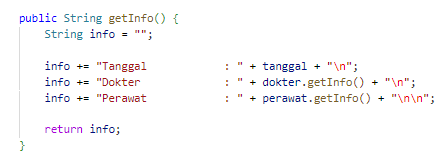 public String getInfo() {
    String info = "";

    info += "Tanggal          : " + tanggal + "\n";
    info += "Dokter           : " + dokter.getInfo() + "\n";
    info += "Perawat          : " + perawat.getInfo() + "\n\n";

    return info;
}